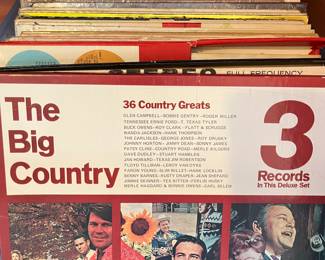 STEREO FULL FREQUENCY
The
Big
Country
36 Country Greats
GLEN CAMPBELL • BOBBIE GENTRY • ROGER MILLER
TENNESSEE ERNIE FORD • T. TEXAS TYLER
BUCK OWENS • ROY CLARK • FLATT & SCRUGGS
WANDA JACKSON • HANK THOMPSON
THE CARLISLES • GEORGE JONES • ROY DRUSKY
JOHNNY HORTON • JIMMY DEAN • SONNY JAMES
PATSY CLINE • COUNTRY ROAD • MERLE KILGORE
DAVE DUDLEY • STUART HAMBLEN
JAN HOWARD • TEXAS JIM ROBERTSON
FLOYD TILLMAN • LEROY VAN DYKE
FARON YOUNG • SLIM WILLET • HANK LOCKLIN
BENNY BARNES • RUSTY DRAPER • JEAN SHEPARD
JIMMIE SKINNER • TEX RITTER • FERLIN HUSKY
MERLE HAGGARD & BONNIE OWENS • CARL BELEW
3
Records
In This Deluxe Set